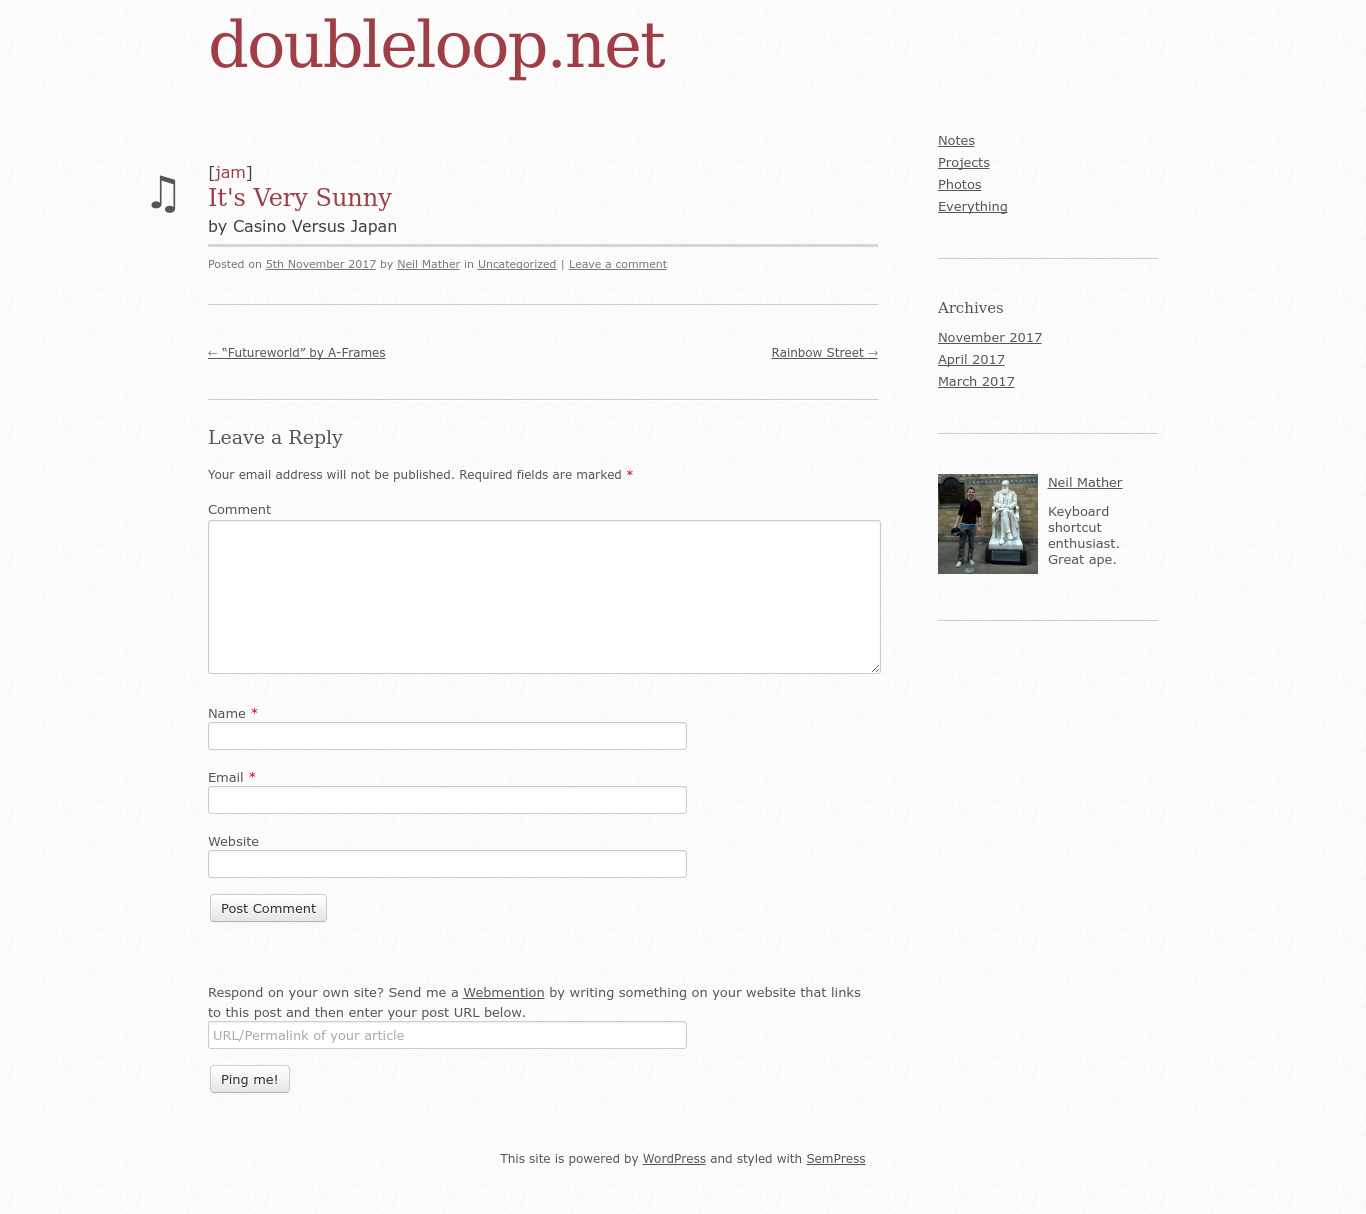 doubleloop.net
[jam]
It's Very Sunny
by Casino Versus Japan
Posted on 5th November 2017 by Neil Mather in Uncategorized | Leave a comment
← “Futureworld” by A-Frames
Rainbow Street →
Leave a Reply
Your email address will not be published. Required fields are marked *
Comment
Name *
Email *
Website
Post Comment
Respond on your own site? Send me a Webmention by writing something on your website that links
to this post and then enter your post URL below.
URL/Permalink of your article
Ping me!
Notes
Projects
Photos
Everything
Archives
November 2017
April 2017
March 2017
Neil Mather
Keyboard
shortcut
enthusiast.
Great ape.
This site is powered by WordPress and styled with SemPress